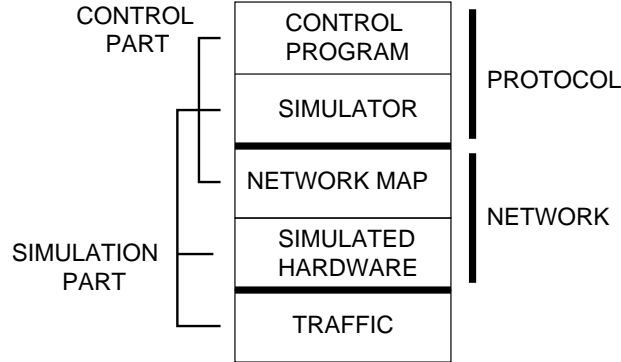 CONTROL
PART
CONTROL
PROGRAM
PROTOCOL
SIMULATOR
NETWORK MAP
NETWORK
SIMULATION
PART
SIMULATED
HARDWARE
TRAFFIC